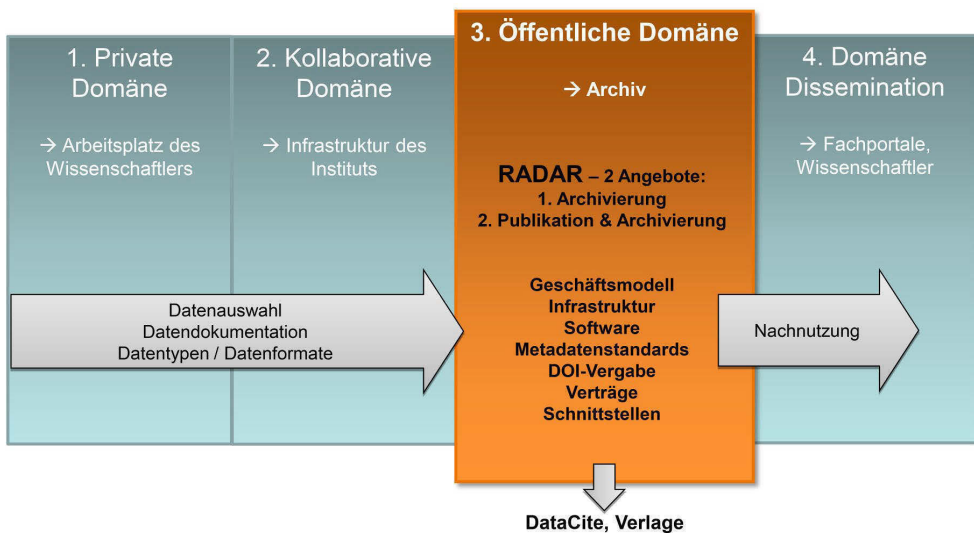 1. Private
Domäne
→ Arbeitsplatz des
Wissenschaftlers
2. Kollaborative
Domäne
→ Infrastruktur des
Instituts
3. Öffentliche Domäne
→ Archiv
RADAR – 2 Angebote:
1. Archivierung
2. Publikation & Archivierung
Geschäftsmodell
Infrastruktur
Software
Metadatenstandards
DOI-Vergabe
Verträge
Schnittstellen
4. Domäne
Dissemination
→ Fachportale,
Wissenschaftler
Datenauswahl
Datendokumentation
Datentypen / Datenformate
Nachnutzung
DataCite, Verlage